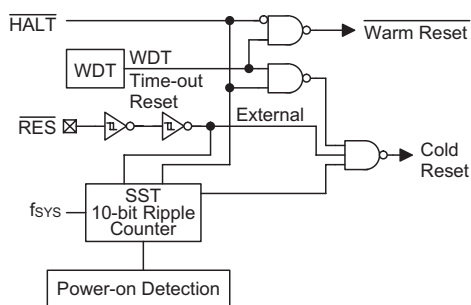 HALT
Warm Reset
WDT
WDT
Time-out
Reset
RES
External
Cold
Reset
fSYS
SST
10-bit Ripple
Counter
Power-on Detection